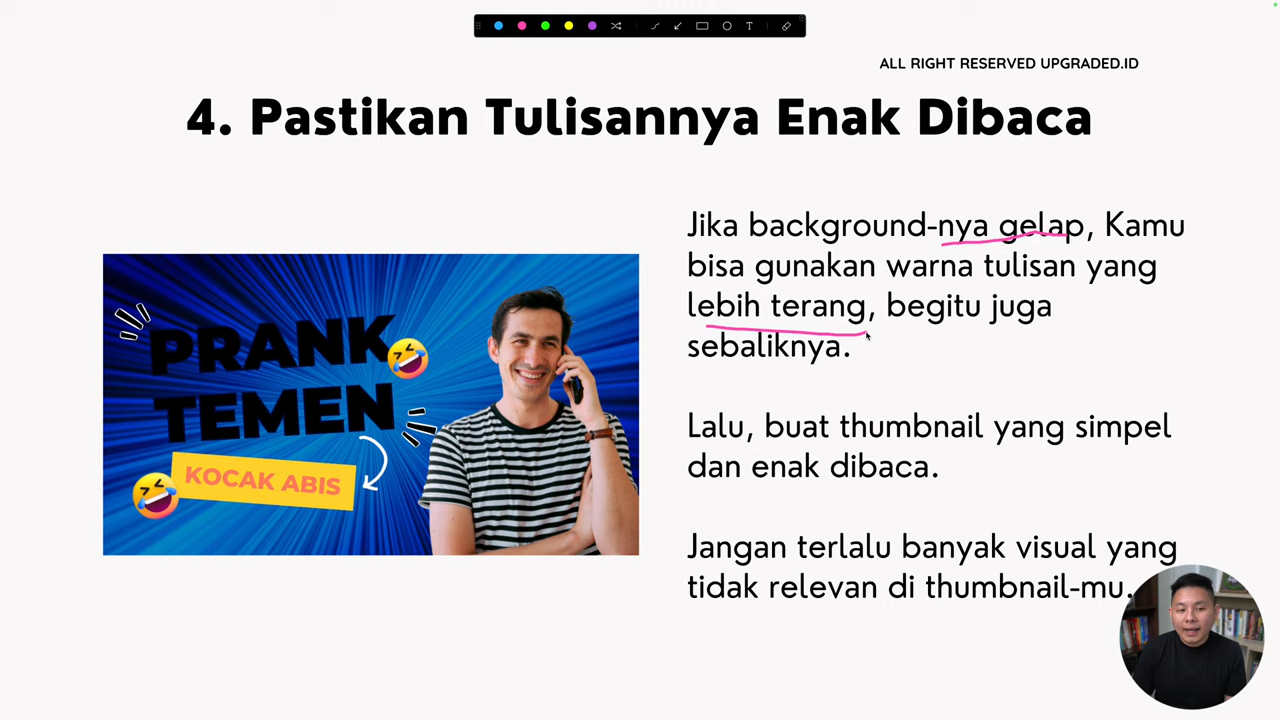 ALL RIGHT RESERVED UPGRADED.ID
4. Pastikan Tulisannya Enak Dibaca
Jika background-nya gelap, Kamu
bisa gunakan warna tulisan yang
lebih terang, begitu juga
sebaliknya.
Lalu, buat thumbnail yang simpel
dan enak dibaca.
Jangan terlalu banyak visual yang
tidak relevan di thumbnail-mu.
PRANK
TEMEN
KOCAK ABIS
T